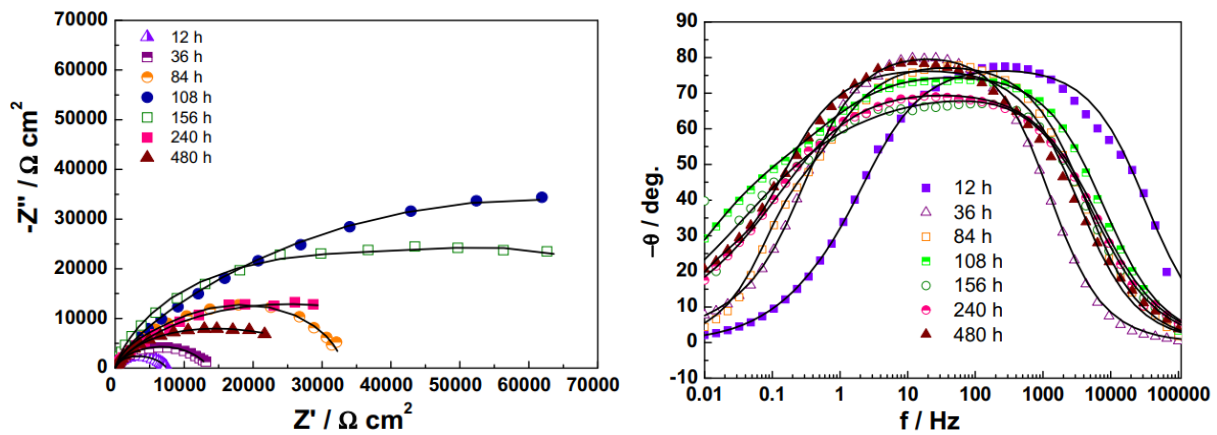 70000
60000
50000
40000
30000
20000
10000
0
-Z'' / Ω cm²
12 h
36 h
84 h
108 h
156 h
240 h
480 h
0 10000 20000 30000 40000 50000 60000 70000
Z' / Ω cm²
90
80
70
60
50
40
30
20
10
0
-10
–θ / deg.
12 h
36 h
84 h
108 h
156 h
240 h
480 h
0.01 0.1 1 10 100 1000 10000 100000
f / Hz